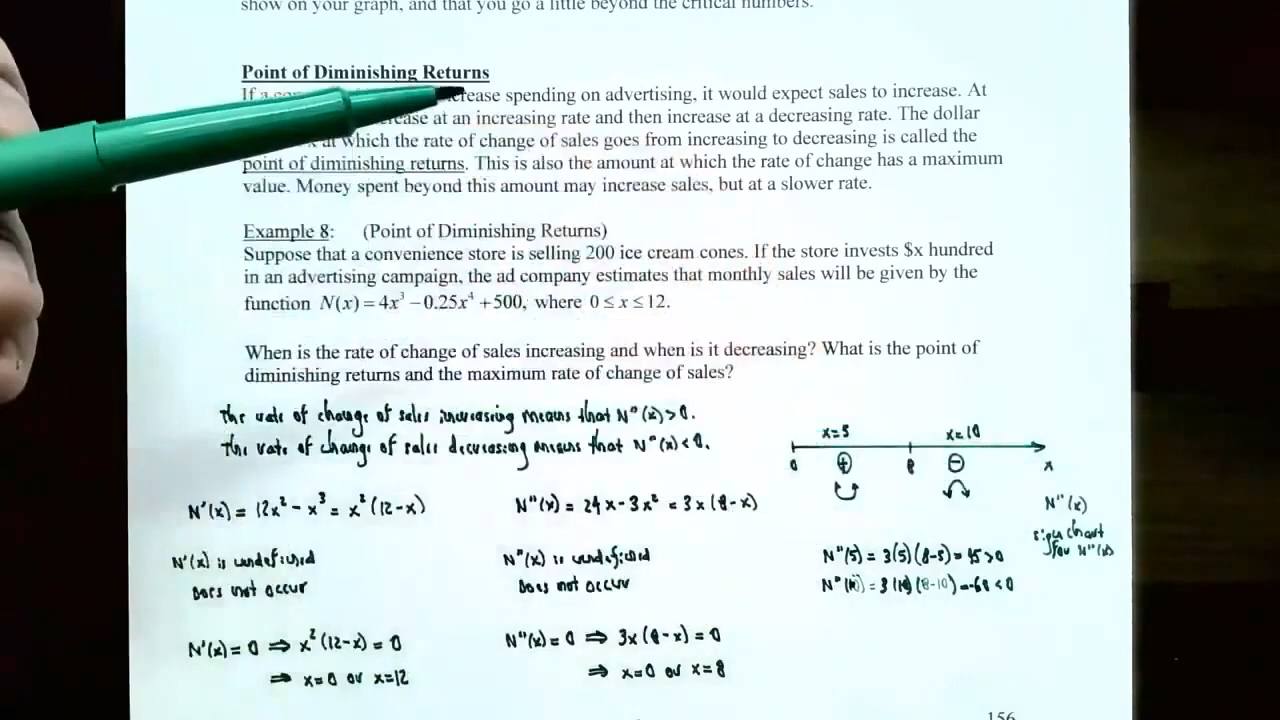 show on your graph, and that you go a little beyond the critical numbers.
Point of Diminishing Returns
If a spending on advertising, it would expect sales to increase. At
at an increasing rate and then increase at a decreasing rate. The dollar
at which the rate of change of sales goes from increasing to decreasing is called the
point of diminishing returns. This is also the amount at which the rate of change has a maximum
value. Money spent beyond this amount may increase sales, but at a slower rate.
Example 8: (Point of Diminishing Returns)
Suppose that a convenience store is selling 200 ice cream cones. If the store invests $x hundred
in an advertising campaign, the ad company estimates that monthly sales will be given by the
function N(x) = 4x³ − 0.25x⁴ + 500, where 0 ≤ x ≤ 12.
When is the rate of change of sales increasing and when is it decreasing? What is the point of
diminishing returns and the maximum rate of change of sales?
The rate of change of sales increasing means that N"(x) > 0.
The rate of change of sales decreasing means that N"(x) < 0.
x=5 x=10
0 + 8 − x
N'(x) = 12x² − x³ = x²(12−x) N"(x) = 24x − 3x² = 3x(8−x) N"(x)
sign chart
for N"(x)
N'(x) is undefined N"(x) is undefined N"(5) = 3(5)(8−5) = 45 > 0
Does not occur Does not occur N"(10) = 3(10)(8−10) = −60 < 0
N'(x) = 0 ⇒ x²(12−x) = 0 N"(x) = 0 ⇒ 3x(8−x) = 0
⇒ x=0 or x=12 ⇒ x=0 or x=8
156